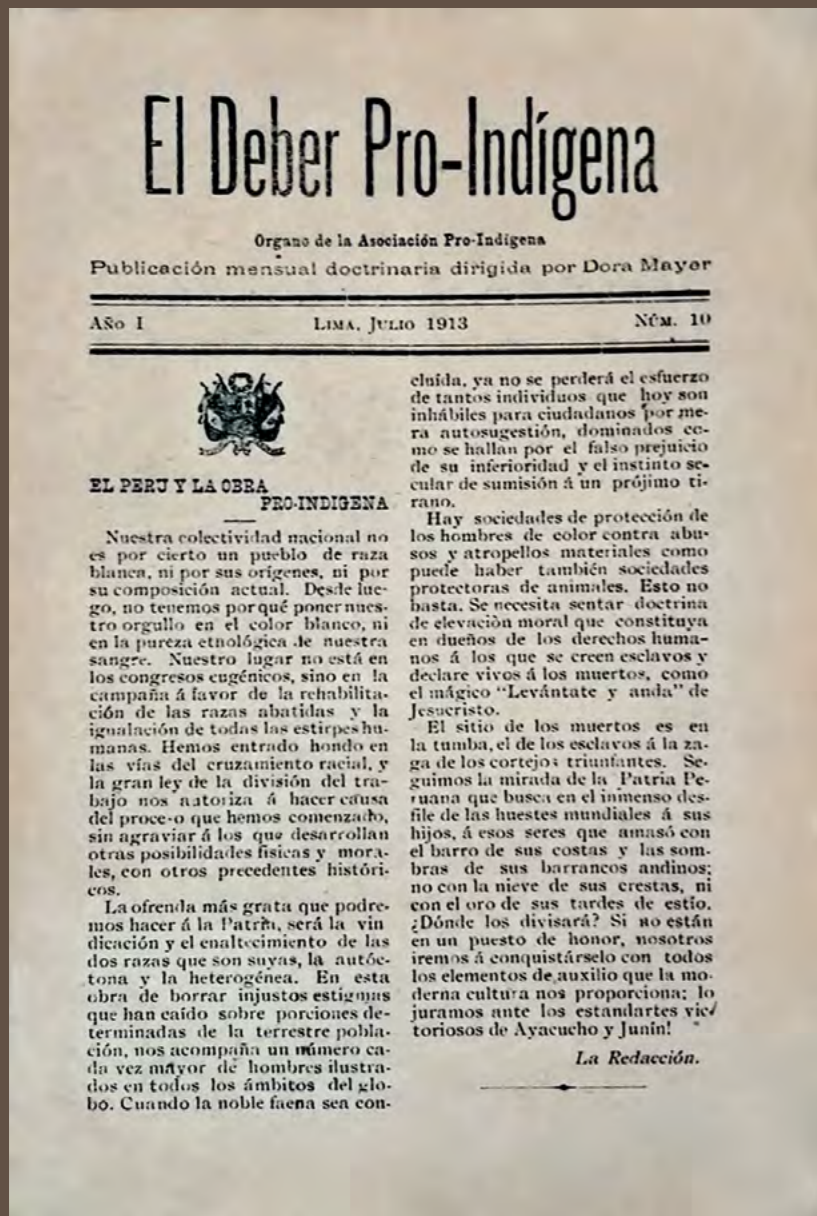 El Deber Pro-Indígena
Organo de la Asociación Pro-Indígena
Publicación mensual doctrinaria dirigida por Dora Mayer
Año I
Lima, Julio 1913
Núm. 10
EL PERU Y LA OBRA
PRO-INDIGENA
Nuestra colectividad nacional no
es por cierto un pueblo de raza
blanca, ni por sus orígenes, ni por
su composición actual. Desde lue-
go, no tenemos por qué poner nues-
tro orgullo en el color blanco, ni
en la pureza etnológica de nuestra
sangre. Nuestro lugar no está en
los congresos eugénicos, sino en la
campaña á favor de la rehabilita-
ción de las razas abatidas y la
igualación de todas las estirpes hu-
manas. Hemos entrado hondo en
las vías del cruzamiento racial, y
la gran ley de la división del tra-
bajo nos autoriza á hacer causa
del proceso que hemos comenzado,
sin agraviar á los que desarrollan
otras posibilidades físicas y mora-
les, con otros precedentes históri-
cos.
La ofrenda más grata que podre-
mos hacer á la Patria, será la vin
dicación y el enaltecimiento de las
dos razas que son suyas, la autóc-
tona y la heterogénea. En esta
obra de borrar injustos estigmas
que han caído sobre porciones de-
terminadas de la terrestre pobla-
ción, nos acompaña un número ca-
da vez mayor de hombres ilustra-
dos en todos los ámbitos del glo-
bo. Cuando la noble faena sea con-
cluída, ya no se perderá el esfuerzo
de tantos individuos que hoy son
inhábiles para ciudadanos por me-
ra autosugestión, dominados co-
mo se hallan por el falso prejuicio
de su inferioridad y el instinto se-
cular de sumisión á un prójimo ti-
rano.
Hay sociedades de protección de
los hombres de color contra abu-
sos y atropellos materiales como
puede haber también sociedades
protectoras de animales. Esto no
basta. Se necesita sentar doctrina
de elevaciòn moral que constituya
en dueños de los derechos huma-
nos á los que se creen esclavos y
declare vivos á los muertos, como
el mágico “Levántate y anda” de
Jesucristo.
El sitio de los muertos es en
la tumba, el de los esclavos á la za-
ga de los cortejos triunfantes. Se-
guimos la mirada de la Patria Pe-
ruana que busca en el inmenso des-
file de las huestes mundiales á sus
hijos, á esos seres que amasó con
el barro de sus costas y las som-
bras de sus barrancos andinos;
no con la nieve de sus crestas, ni
con el oro de sus tardes de estío.
¿Dónde los divisará? Si no están
en un puesto de honor, nosotros
iremos á conquistárselo con todos
los elementos de auxilio que la mo-
derna cultura nos proporciona; lo
juramos ante los estandartes vic-
toriosos de Ayacucho y Junín!
La Redacción.